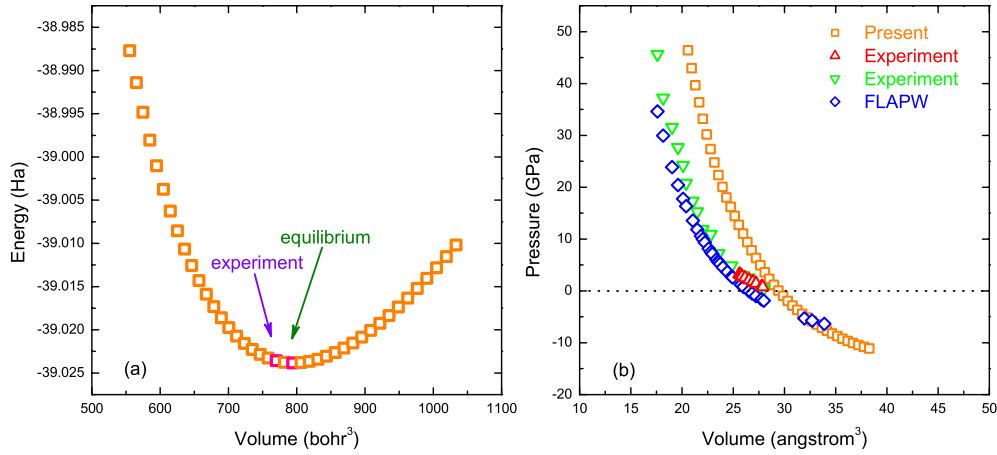 -38.985
-38.990
-38.995
-39.000
-39.005
-39.010
-39.015
-39.020
-39.025
Energy (Ha)
experiment
equilibrium
(a)
500 600 700 800 900 1000 1100
Volume (bohr³)
50
40
30
20
10
0
-10
-20
Pressure (GPa)
Present
Experiment
Experiment
FLAPW
(b)
10 15 20 25 30 35 40 45 50
Volume (angstrom³)